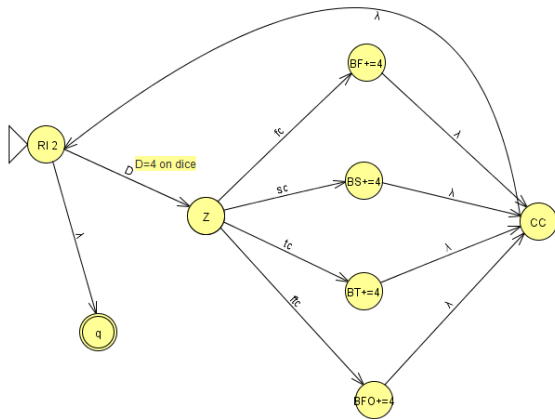 λ
BF+=4
fc
λ
RI 2
D
D=4 on dice
sc
BS+=4
λ
Z
CC
λ
tc
λ
BT+=4
ftc
λ
q
BFO+=4